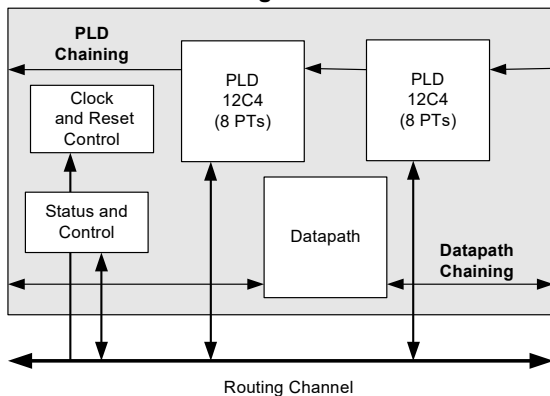 PLD
Chaining
PLD
12C4
(8 PTs)
PLD
12C4
(8 PTs)
Clock
and Reset
Control
Status and
Control
Datapath
Datapath
Chaining
Routing Channel